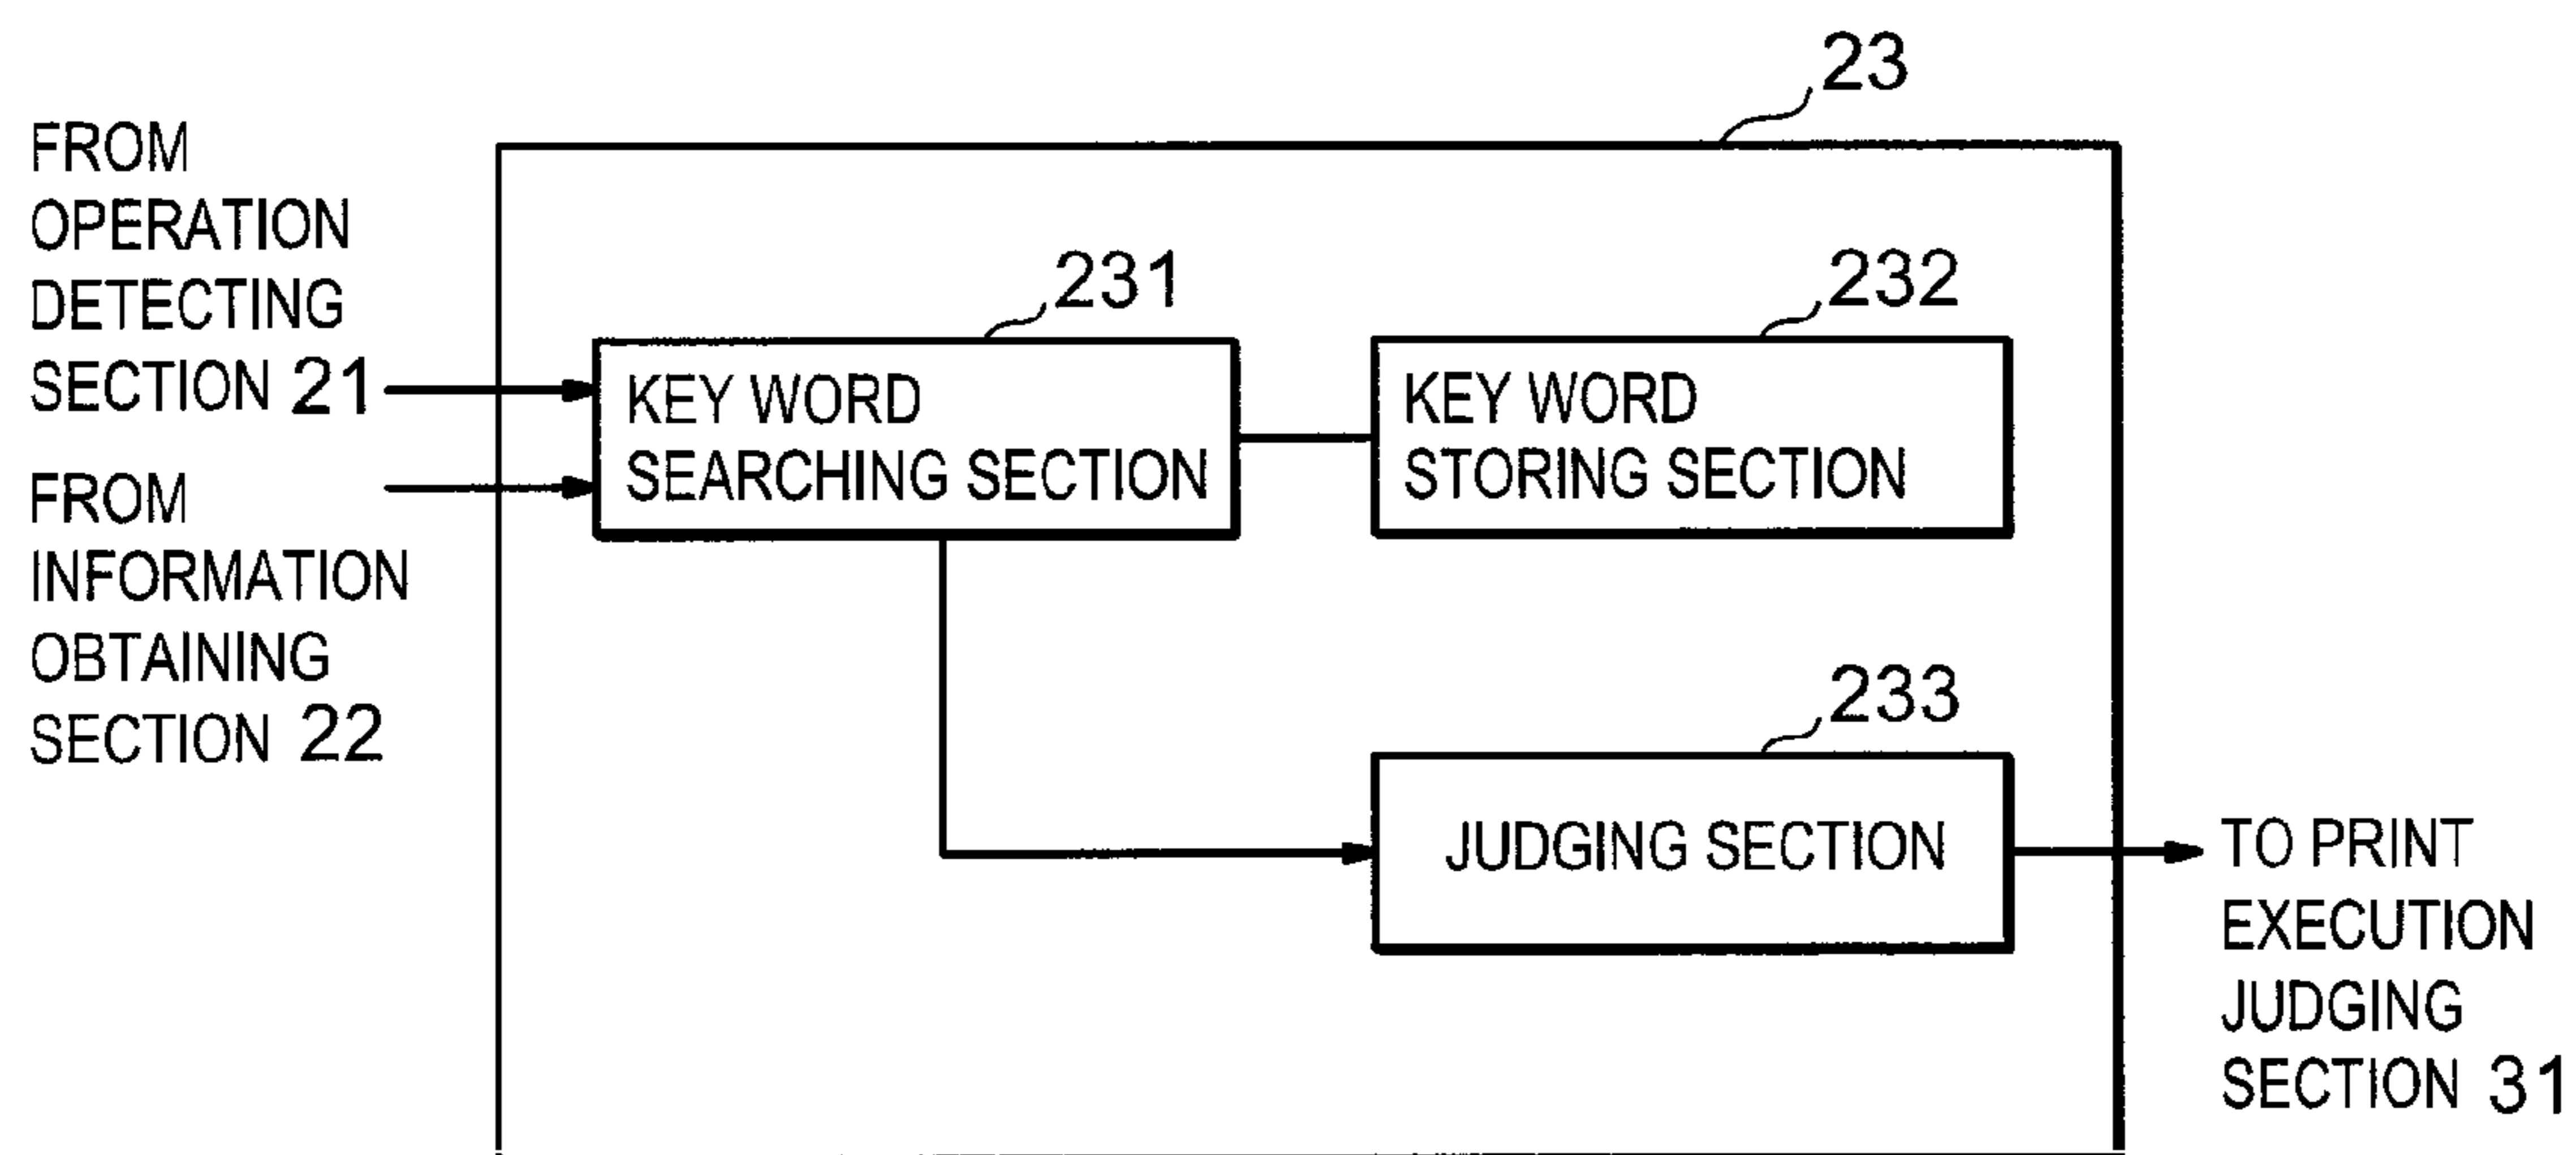 23
FROM
OPERATION
DETECTING
SECTION 21
FROM
INFORMATION
OBTAINING
SECTION 22
231
KEY WORD
SEARCHING SECTION
232
KEY WORD
STORING SECTION
233
JUDGING SECTION
TO PRINT
EXECUTION
JUDGING
SECTION 31